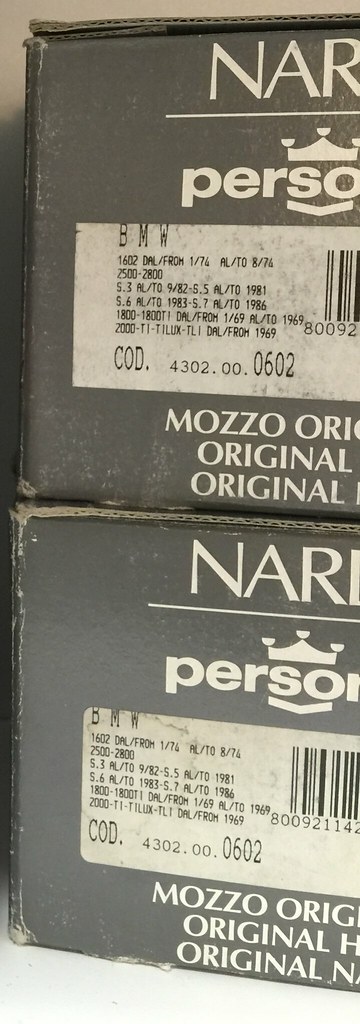 NAR
perso
B M W
1602 DAL/FROM 1/74 AL/TO 8/74
2500-2800
S.3 AL/TO 9/82-S.5 AL/TO 1981
S.6 AL/TO 1983-S.7 AL/TO 1986
1800-1800TI DAL/FROM 1/69 AL/TO 1969
2000-TI-TILUX-TLI DAL/FROM 1969
80092
COD. 4302.00.0602
MOZZO ORIG
ORIGINAL
ORIGINAL
NARD
person
B M W
1602 DAL/FROM 1/74 AL/TO 8/74
2500-2800
S.3 AL/TO 9/82-S.5 AL/TO 1981
S.6 AL/TO 1983-S.7 AL/TO 1986
1800-1800TI DAL/FROM 1/69 AL/TO 1969
2000-TI-TILUX-TLI DAL/FROM 1969
800921142
COD. 4302.00.0602
MOZZO ORIGI
ORIGINAL H
ORIGINAL NA